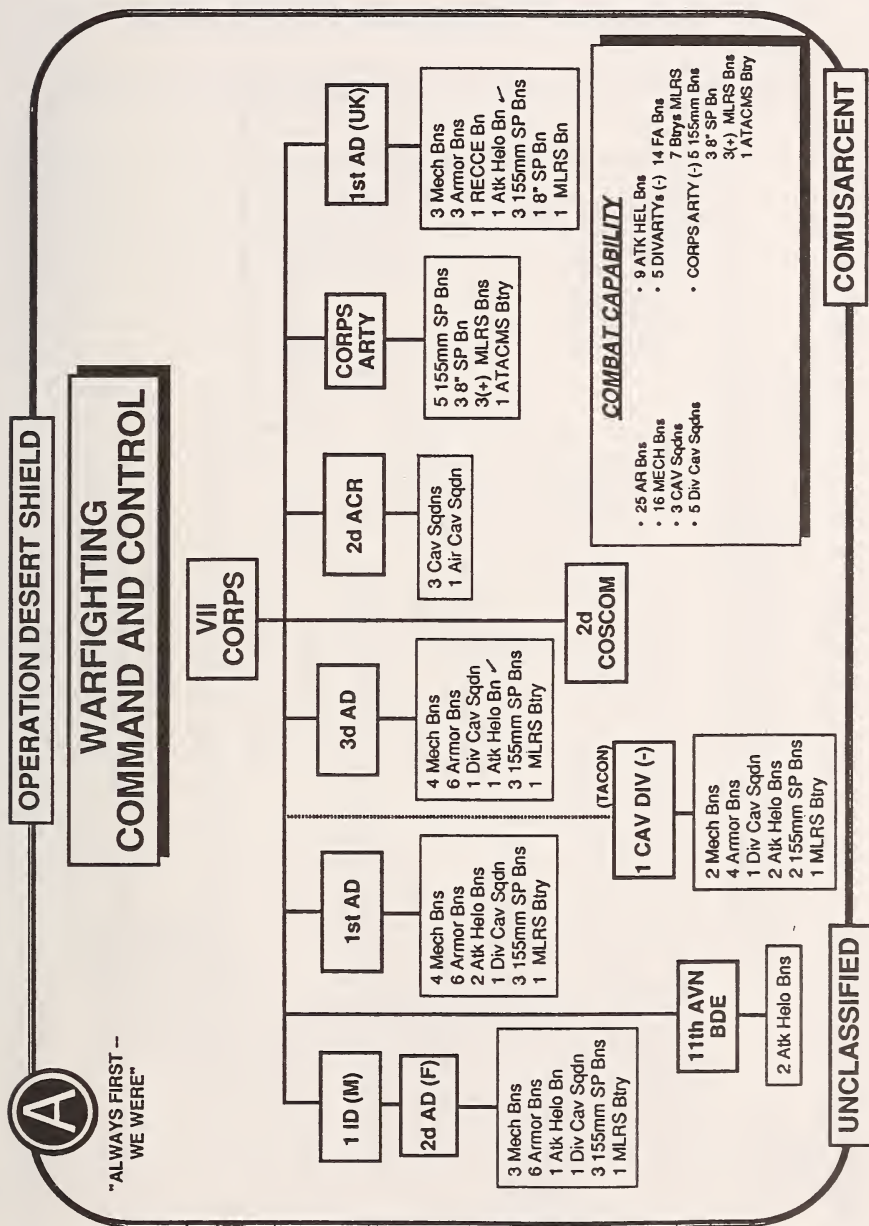 OPERATION DESERT SHIELD
A
"ALWAYS FIRST –
WE WERE"
WARFIGHTING
COMMAND AND CONTROL
VII
CORPS
1 ID (M)
2d AD (F)
3 Mech Bns
6 Armor Bns
1 Atk Helo Bn
1 Div Cav Sqdn
3 155mm SP Bns
1 MLRS Btry
11th AVN
BDE
2 Atk Helo Bns
1st AD
4 Mech Bns
6 Armor Bns
2 Atk Helo Bns
1 Div Cav Sqdn
3 155mm SP Bns
1 MLRS Btry
(TACON)
1 CAV DIV (-)
2 Mech Bns
4 Armor Bns
1 Div Cav Sqdn
2 Atk Helo Bns
2 155mm SP Bns
1 MLRS Btry
3d AD
4 Mech Bns
6 Armor Bns
1 Div Cav Sqdn
1 Atk Helo Bn ✓
3 155mm SP Bns
1 MLRS Btry
2d
COSCOM
2d ACR
3 Cav Sqdns
1 Air Cav Sqdn
CORPS
ARTY
5 155mm SP Bns
3 8" SP Bn
3(+) MLRS Bns
1 ATACMS Btry
1st AD (UK)
3 Mech Bns
3 Armor Bns
1 RECCE Bn
1 Atk Helo Bn ✓
3 155mm SP Bns
1 8" SP Bn
1 MLRS Bn
COMBAT CAPABILITY
• 25 AR Bns
• 16 MECH Bns
• 3 CAV Sqdns
• 5 Div Cav Sqdns
• 9 ATK HEL Bns
• 5 DIVARTYs (-) 14 FA Bns
7 Btrys MLRS
• CORPS ARTY (-) 5 155mm Bns
3 8" SP Bn
3(+) MLRS Bns
1 ATACMS Btry
UNCLASSIFIED
COMUSARCENT